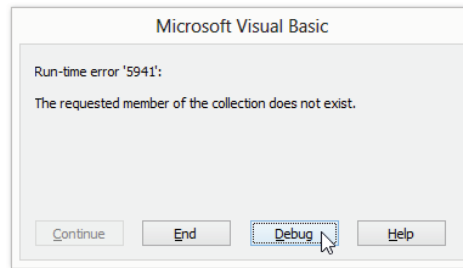 Microsoft Visual Basic
Run-time error '5941':
The requested member of the collection does not exist.
Continue End Debug Help